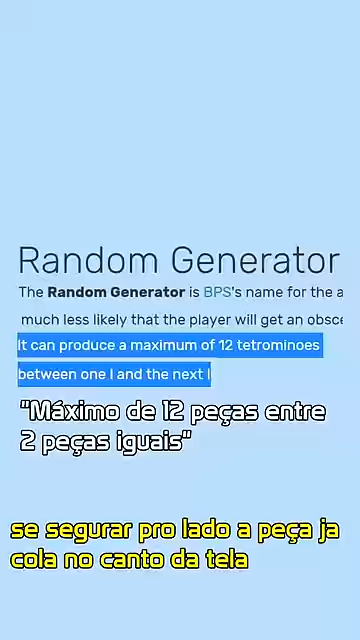 Random Generator
The Random Generator is BPS's name for the a
much less likely that the player will get an obsce
It can produce a maximum of 12 tetrominoes
between one I and the next I
"Máximo de 12 peças entre
2 peças iguais"
se segurar pro lado a peça ja
cola no canto da tela